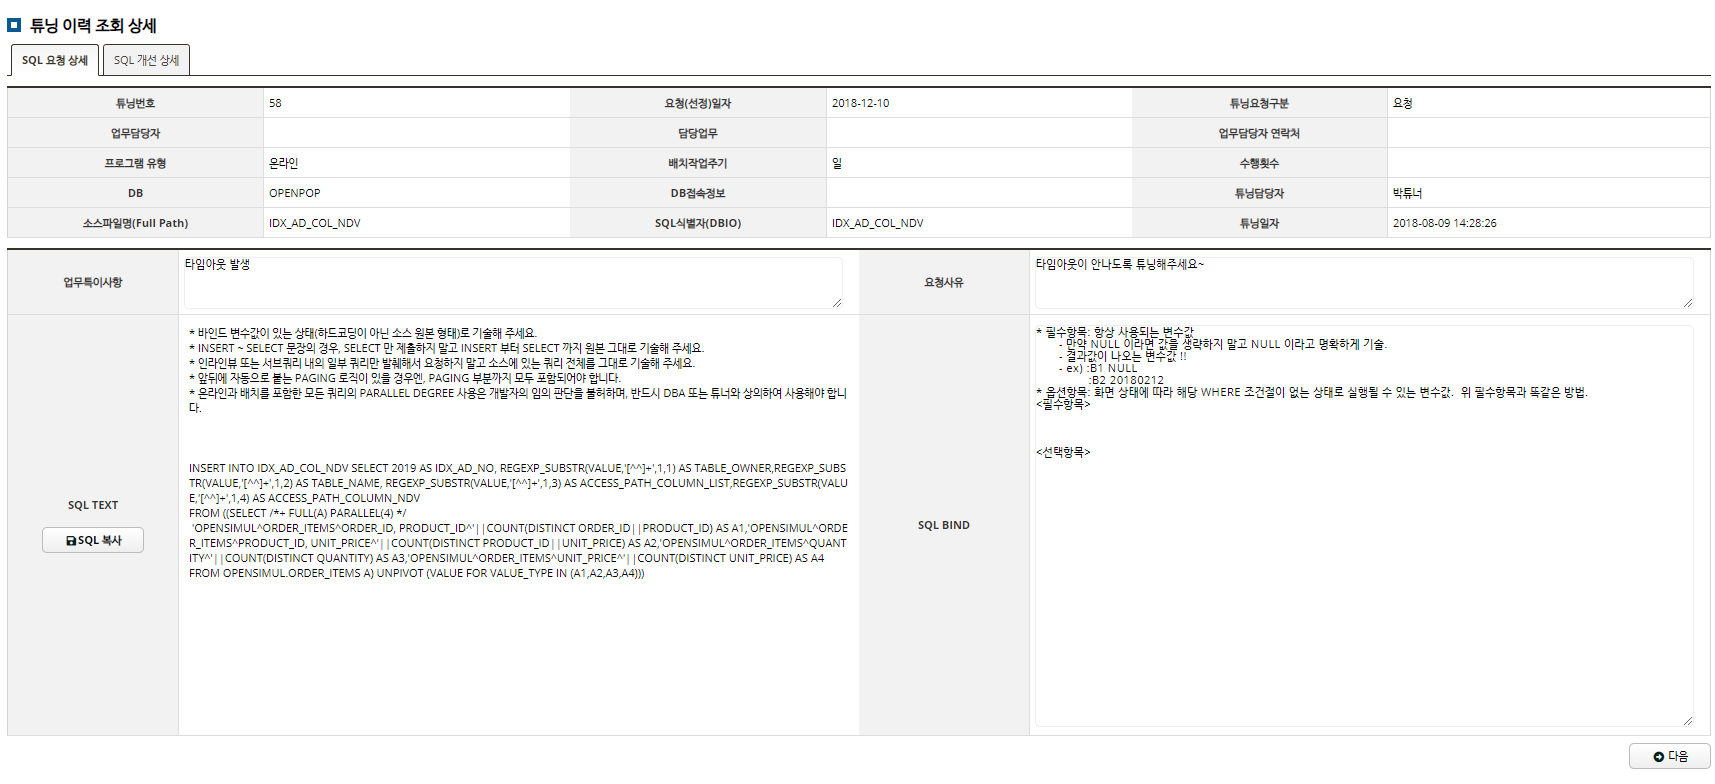 튜닝 이력 조회 상세
SQL 요청 상세 SQL 개선 상세
튜닝번호 58 요청(선정)일자 2018-12-10 튜닝요청구분 요청
업무담당자 담당업무 업무담당자 연락처
프로그램 유형 온라인 배치작업주기 일 수행횟수
DB OPENPOP DB접속정보 튜닝담당자 박튜너
소스파일명(Full Path) IDX_AD_COL_NDV SQL식별자(DBIO) IDX_AD_COL_NDV 튜닝일자 2018-08-09 14:28:26
업무특이사항
타임아웃 발생
요청사유
타임아웃이 안나도록 튜닝해주세요~
SQL TEXT
SQL 복사
* 바인드 변수값이 있는 상태(하드코딩이 아닌 소스 원본 형태)로 기술해 주세요.
* INSERT ~ SELECT 문장의 경우, SELECT 만 제출하지 말고 INSERT 부터 SELECT 까지 원본 그대로 기술해 주세요.
* 인라인뷰 또는 서브쿼리 내의 일부 쿼리만 발췌해서 요청하지 말고 소스에 있는 쿼리 전체를 그대로 기술해 주세요.
* 앞뒤에 자동으로 붙는 PAGING 로직이 있을 경우엔, PAGING 부분까지 모두 포함되어야 합니다.
* 온라인과 배치를 포함한 모든 쿼리의 PARALLEL DEGREE 사용은 개발자의 임의 판단을 불허하며, 반드시 DBA 또는 튜너와 상의하여 사용해야 합니
다.
INSERT INTO IDX_AD_COL_NDV SELECT 2019 AS IDX_AD_NO, REGEXP_SUBSTR(VALUE,'[^^]+',1,1) AS TABLE_OWNER,REGEXP_SUBS
TR(VALUE,'[^^]+',1,2) AS TABLE_NAME, REGEXP_SUBSTR(VALUE,'[^^]+',1,3) AS ACCESS_PATH_COLUMN_LIST,REGEXP_SUBSTR(VALU
E,'[^^]+',1,4) AS ACCESS_PATH_COLUMN_NDV
FROM ((SELECT /*+ FULL(A) PARALLEL(4) */
'OPENSIMUL^ORDER_ITEMS^ORDER_ID, PRODUCT_ID^'||COUNT(DISTINCT ORDER_ID||PRODUCT_ID) AS A1,'OPENSIMUL^ORDE
R_ITEMS^PRODUCT_ID, UNIT_PRICE^'||COUNT(DISTINCT PRODUCT_ID||UNIT_PRICE) AS A2,'OPENSIMUL^ORDER_ITEMS^QUANT
ITY^'||COUNT(DISTINCT QUANTITY) AS A3,'OPENSIMUL^ORDER_ITEMS^UNIT_PRICE^'||COUNT(DISTINCT UNIT_PRICE) AS A4
FROM OPENSIMUL.ORDER_ITEMS A) UNPIVOT (VALUE FOR VALUE_TYPE IN (A1,A2,A3,A4)))
SQL BIND
* 필수항목: 항상 사용되는 변수값
- 만약 NULL 이라면 값을 생략하지 말고 NULL 이라고 명확하게 기술.
- 결과값이 나오는 변수값 !!
- ex) :B1 NULL
:B2 20180212
* 옵션항목: 화면 상태에 따라 해당 WHERE 조건절이 없는 상태로 실행될 수 있는 변수값. 위 필수항목과 똑같은 방법.
<필수항목>
<선택항목>
다음